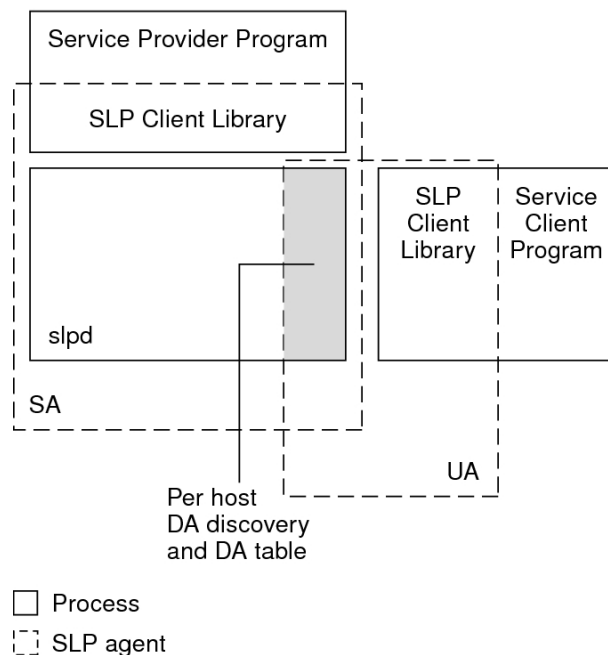 Service Provider Program
SLP Client Library
SLP
Client
Library
Service
Client
Program
slpd
SA
UA
Per host
DA discovery
and DA table
Process
SLP agent